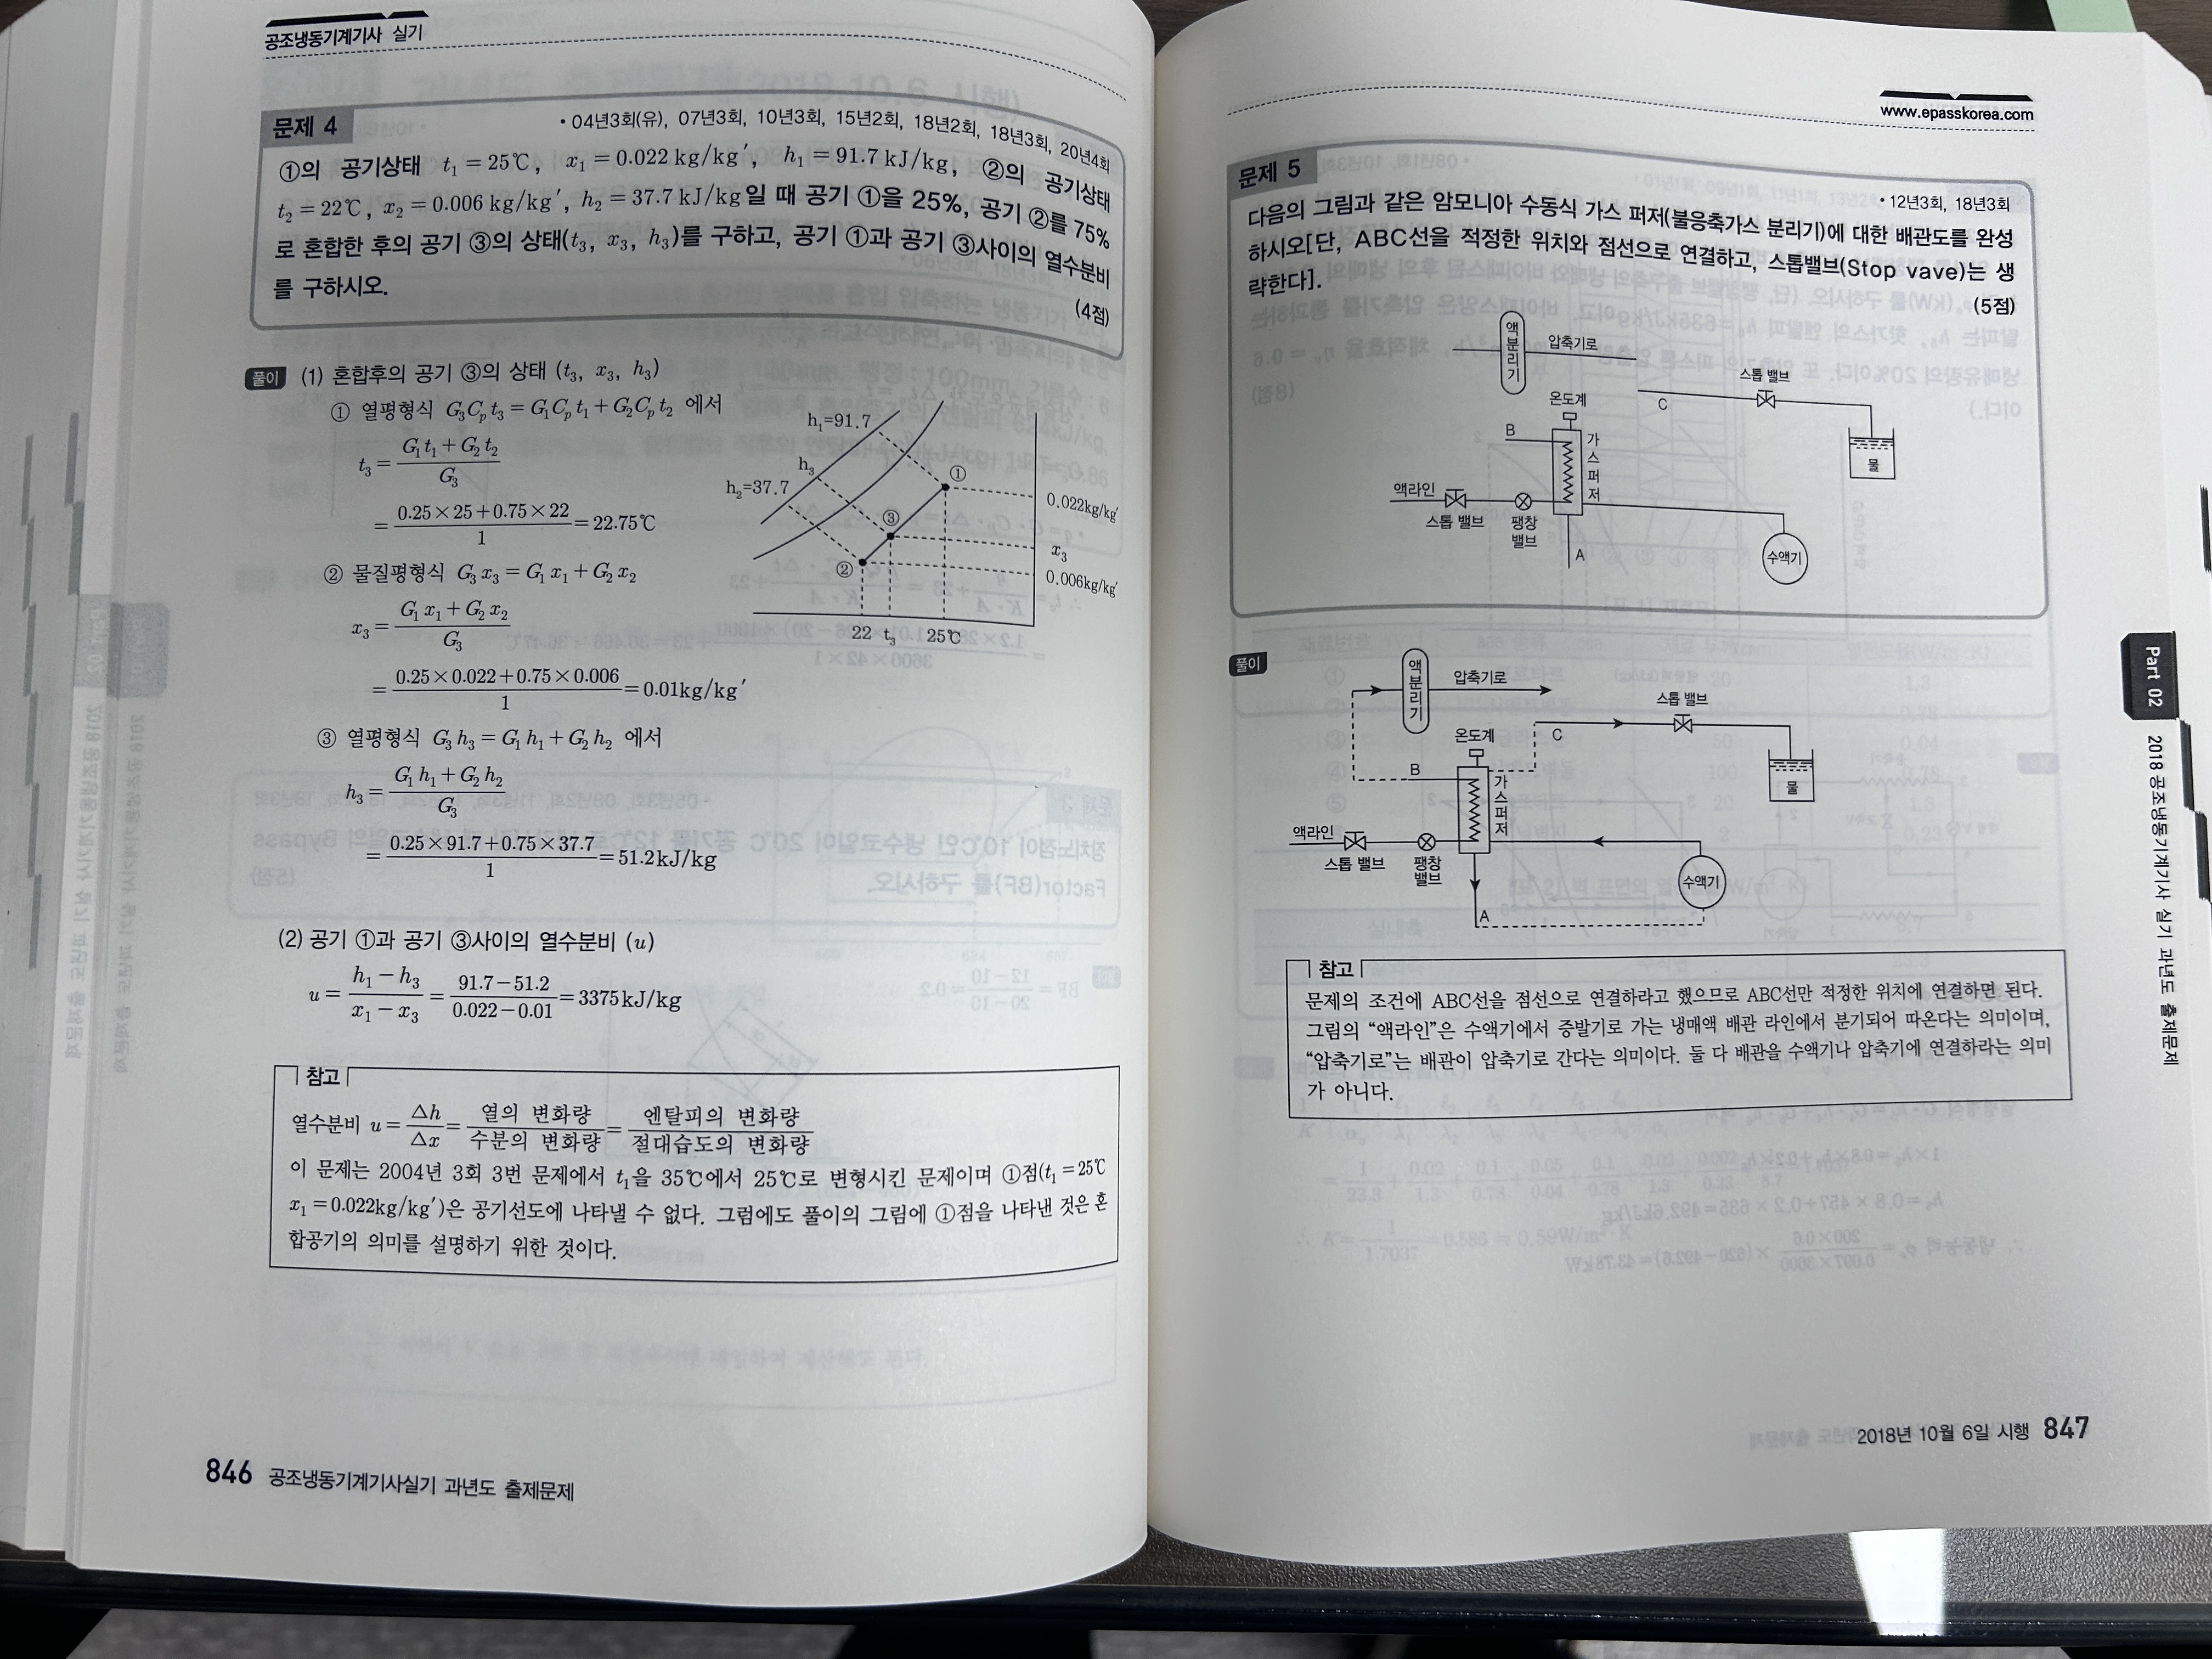 공조냉동기계기사 실기
문제 4
• 04년3회(유), 07년3회, 10년3회, 15년2회, 18년2회, 18년3회, 20년4회
①의 공기상태 t₁ = 25℃, x₁ = 0.022 kg/kg′, h₁ = 91.7 kJ/kg, ②의 공기상태
t₂ = 22℃, x₂ = 0.006 kg/kg′, h₂ = 37.7 kJ/kg일 때 공기 ①을 25%, 공기 ②를 75%
로 혼합한 후의 공기 ③의 상태(t₃, x₃, h₃)를 구하고, 공기 ①과 공기 ③사이의 열수분비
를 구하시오.
(4점)
풀이 (1) 혼합후의 공기 ③의 상태 (t₃, x₃, h₃)
① 열평형식 G₃Cₚt₃ = G₁Cₚt₁ + G₂Cₚt₂ 에서
t₃ = (G₁t₁ + G₂t₂) / G₃
= (0.25×25+0.75×22) / 1 = 22.75℃
② 물질평형식 G₃x₃ = G₁x₁ + G₂x₂
x₃ = (G₁x₁ + G₂x₂) / G₃
= (0.25×0.022+0.75×0.006) / 1 = 0.01kg/kg′
③ 열평형식 G₃h₃ = G₁h₁ + G₂h₂ 에서
h₃ = (G₁h₁ + G₂h₂) / G₃
= (0.25×91.7+0.75×37.7) / 1 = 51.2kJ/kg
h₁=91.7
h₃
h₂=37.7
①
③
②
0.022kg/kg′
x₃
0.006kg/kg′
22 t₃ 25℃
(2) 공기 ①과 공기 ③사이의 열수분비 (u)
u = (h₁ − h₃) / (x₁ − x₃) = (91.7−51.2) / (0.022−0.01) = 3375kJ/kg
참고
열수분비 u = △h / △x = 열의 변화량 / 수분의 변화량 = 엔탈피의 변화량 / 절대습도의 변화량
이 문제는 2004년 3회 3번 문제에서 t₁을 35℃에서 25℃로 변형시킨 문제이며 ①점(t₁ = 25℃
x₁ = 0.022kg/kg′)은 공기선도에 나타낼 수 없다. 그럼에도 풀이의 그림에 ①점을 나타낸 것은 혼
합공기의 의미를 설명하기 위한 것이다.
846 공조냉동기계기사실기 과년도 출제문제
www.epasskorea.com
문제 5
• 12년3회, 18년3회
다음의 그림과 같은 암모니아 수동식 가스 퍼저(불응축가스 분리기)에 대한 배관도를 완성
하시오[단, ABC선을 적정한 위치와 점선으로 연결하고, 스톱밸브(Stop vave)는 생
략한다].
(5점)
액분리기
압축기로
스톱 밸브
온도계
C
B
가스퍼저
물
액라인
스톱 밸브
팽창
밸브
A
수액기
풀이
액분리기
압축기로
스톱 밸브
온도계
C
B
가스퍼저
물
액라인
스톱 밸브
팽창
밸브
수액기
A
참고
문제의 조건에 ABC선을 점선으로 연결하라고 했으므로 ABC선만 적정한 위치에 연결하면 된다.
그림의 “액라인”은 수액기에서 증발기로 가는 냉매액 배관 라인에서 분기되어 따온다는 의미이며,
“압축기로”는 배관이 압축기로 간다는 의미이다. 둘 다 배관을 수액기나 압축기에 연결하라는 의미
가 아니다.
Part 02
2018 공조냉동기계기사 실기 과년도 출제문제
2018년 10월 6일 시행 847